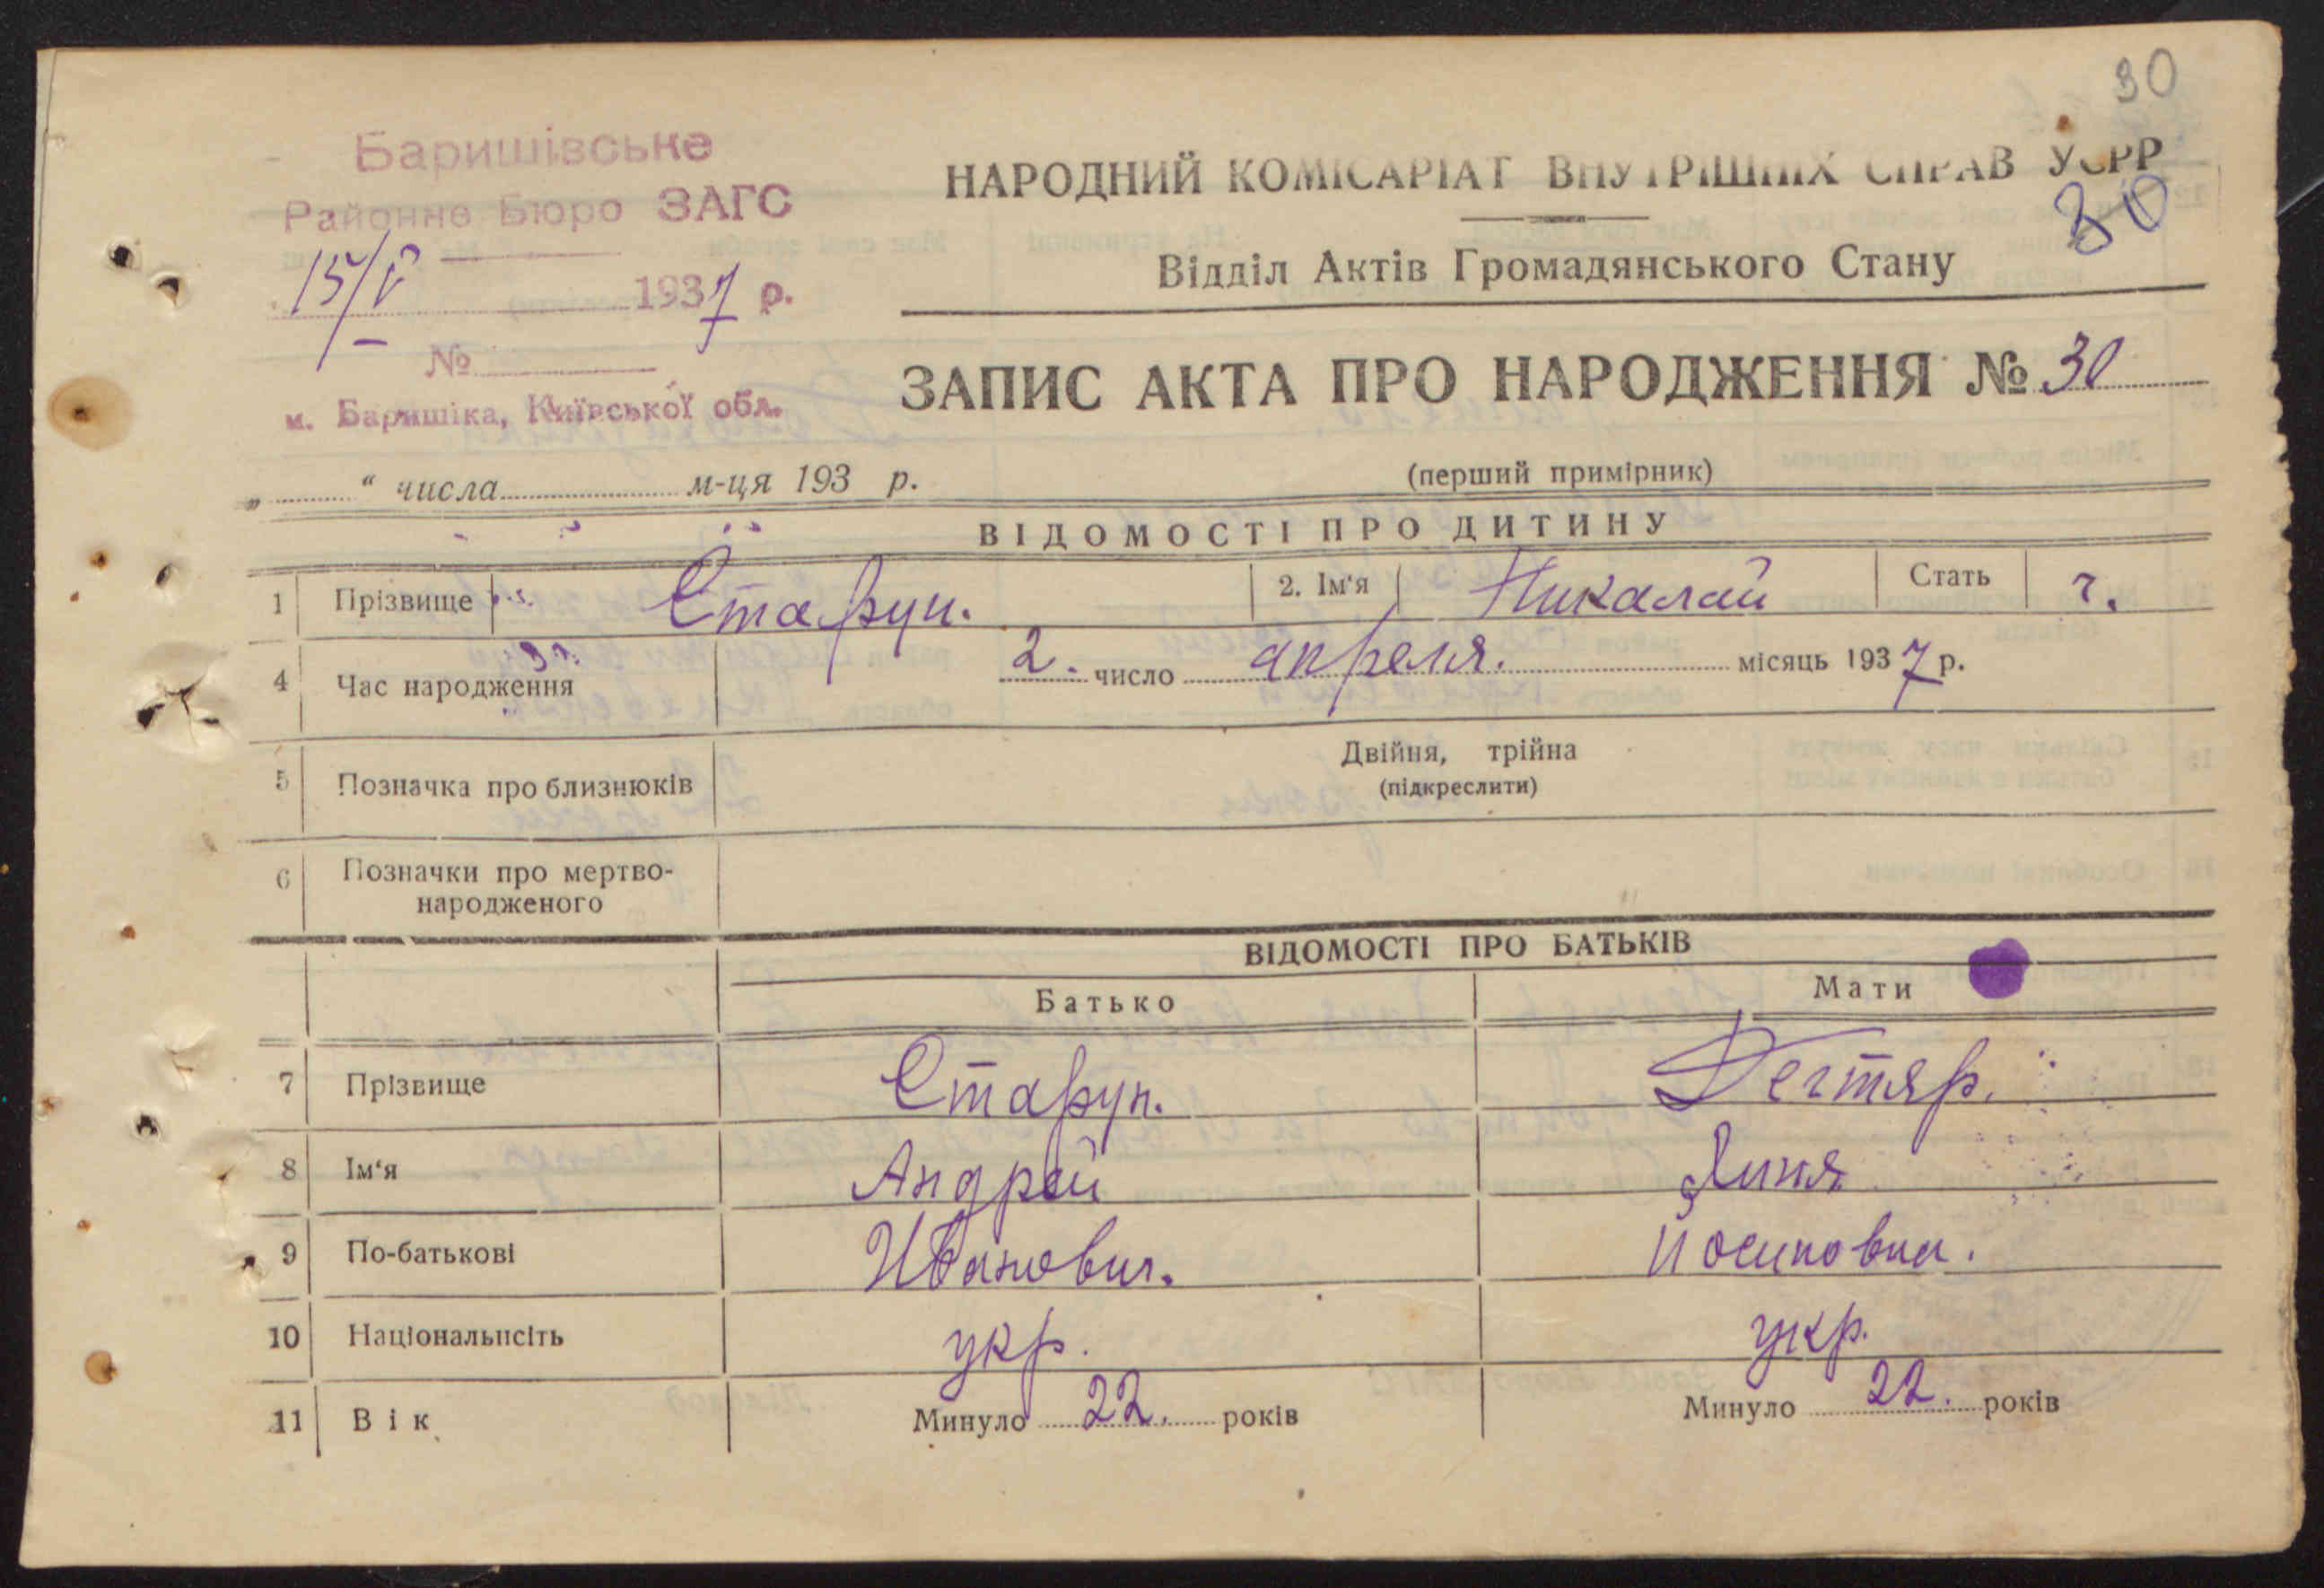 30
Баришівське
Районне Бюро ЗАГС
15/V 1937 р.
№
м. Баришіка, Київської обл.
НАРОДНИЙ КОМІСАРІАТ ВНУТРІШНІХ СПРАВ УСРР
30
Відділ Актів Громадянського Стану
ЗАПИС АКТА ПРО НАРОДЖЕННЯ № 30
„ “ числа м-ця 193 р.
(перший примірник)
ВІДОМОСТІ ПРО ДИТИНУ
1 Прізвище Старун. 2. Ім‘я Никалай Стать ч.
4 Час народження 2. число апреля. місяць 1937 р.
5 Позначка про близнюків Двійня, трійна
(підкреслити)
6 Позначки про мертво-
народженого
ВІДОМОСТІ ПРО БАТЬКІВ
Батько Мати
7 Прізвище Старун. Дегтяр.
8 Ім‘я Андрей
9 По-батькові Иванович. Иосиповна.
10 Національність укр. укр.
11 Вік Минуло 22. років Минуло 22. років